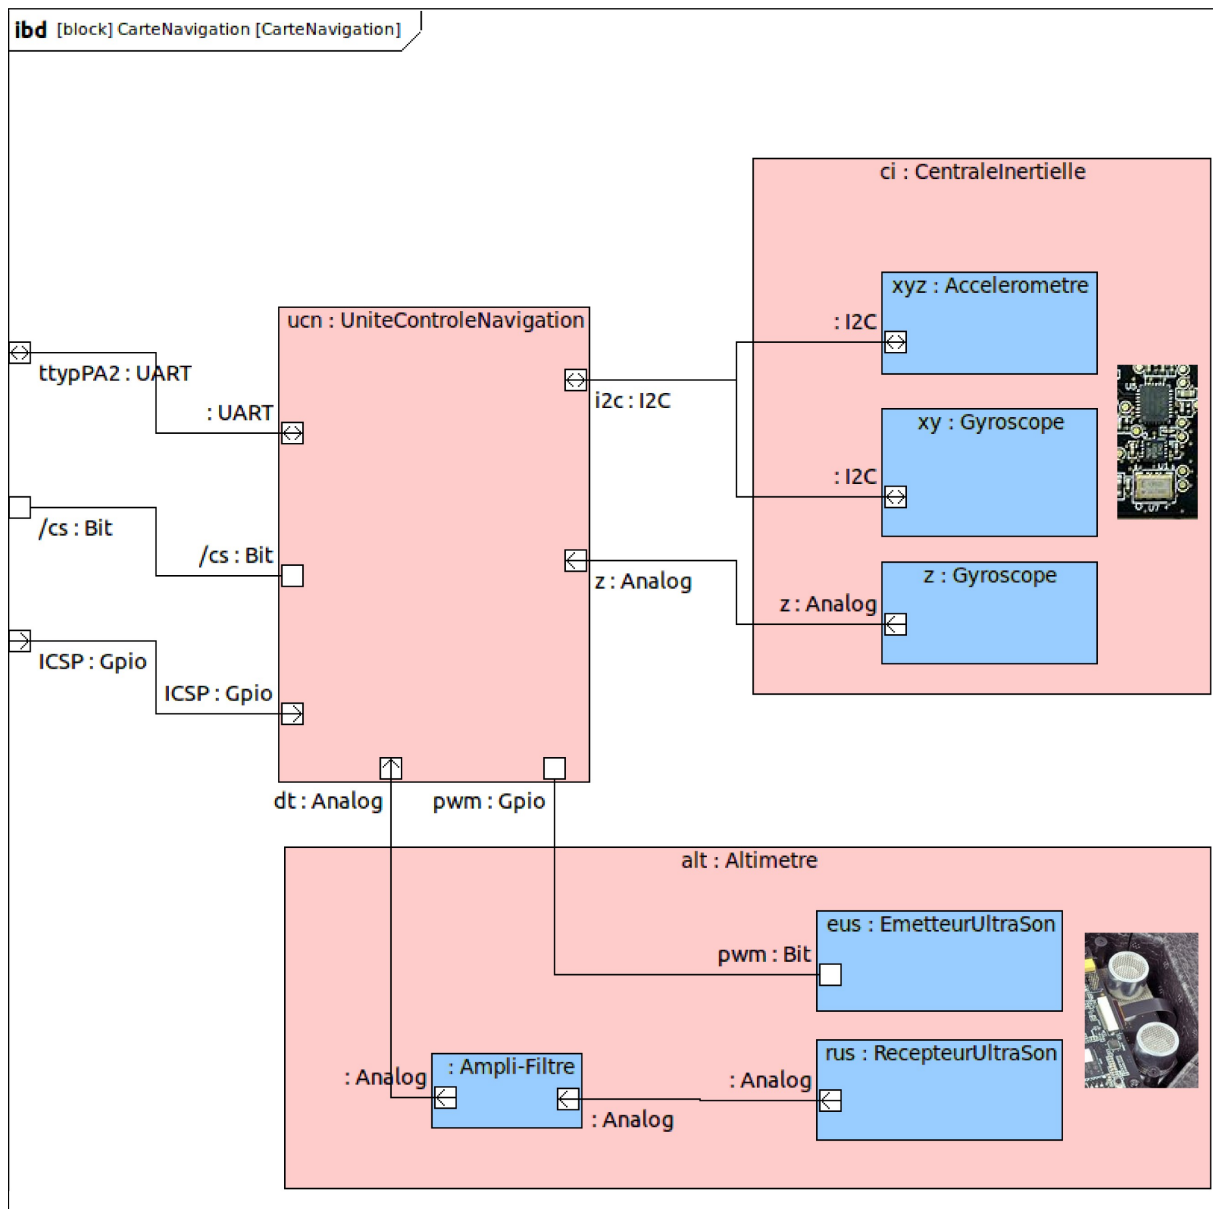 ibd [block] CarteNavigation [CarteNavigation]
ci : CentraleInertielle
xyz : Accelerometre
: I2C
ucn : UniteControleNavigation
ttypPA2 : UART
i2c : I2C
: UART
xy : Gyroscope
: I2C
/cs : Bit
/cs : Bit
z : Analog
z : Gyroscope
z : Analog
ICSP : Gpio
ICSP : Gpio
dt : Analog
pwm : Gpio
alt : Altimetre
eus : EmetteurUltraSon
pwm : Bit
rus : RecepteurUltraSon
: Ampli-Filtre
: Analog
: Analog
: Analog